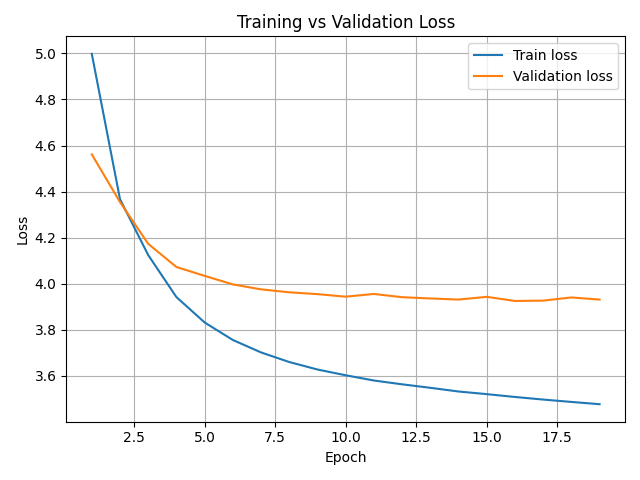 Training vs Validation Loss
Train loss
Validation loss
5.0
4.8
4.6
4.4
4.2
4.0
3.8
3.6
Loss
2.5 5.0 7.5 10.0 12.5 15.0 17.5
Epoch